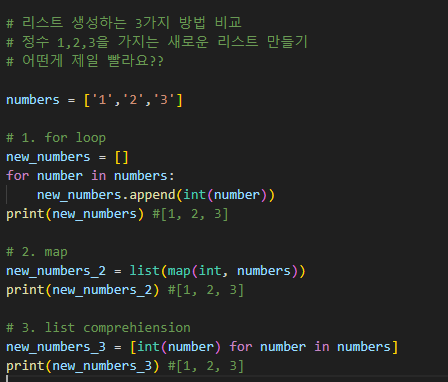 # 리스트 생성하는 3가지 방법 비교
# 정수 1,2,3을 가지는 새로운 리스트 만들기
# 어떤게 제일 빨라요??
numbers = ['1','2','3']
# 1. for loop
new_numbers = []
for number in numbers:
    new_numbers.append(int(number))
print(new_numbers) #[1, 2, 3]
# 2. map
new_numbers_2 = list(map(int, numbers))
print(new_numbers_2) #[1, 2, 3]
# 3. list comprehiension
new_numbers_3 = [int(number) for number in numbers]
print(new_numbers_3) #[1, 2, 3]